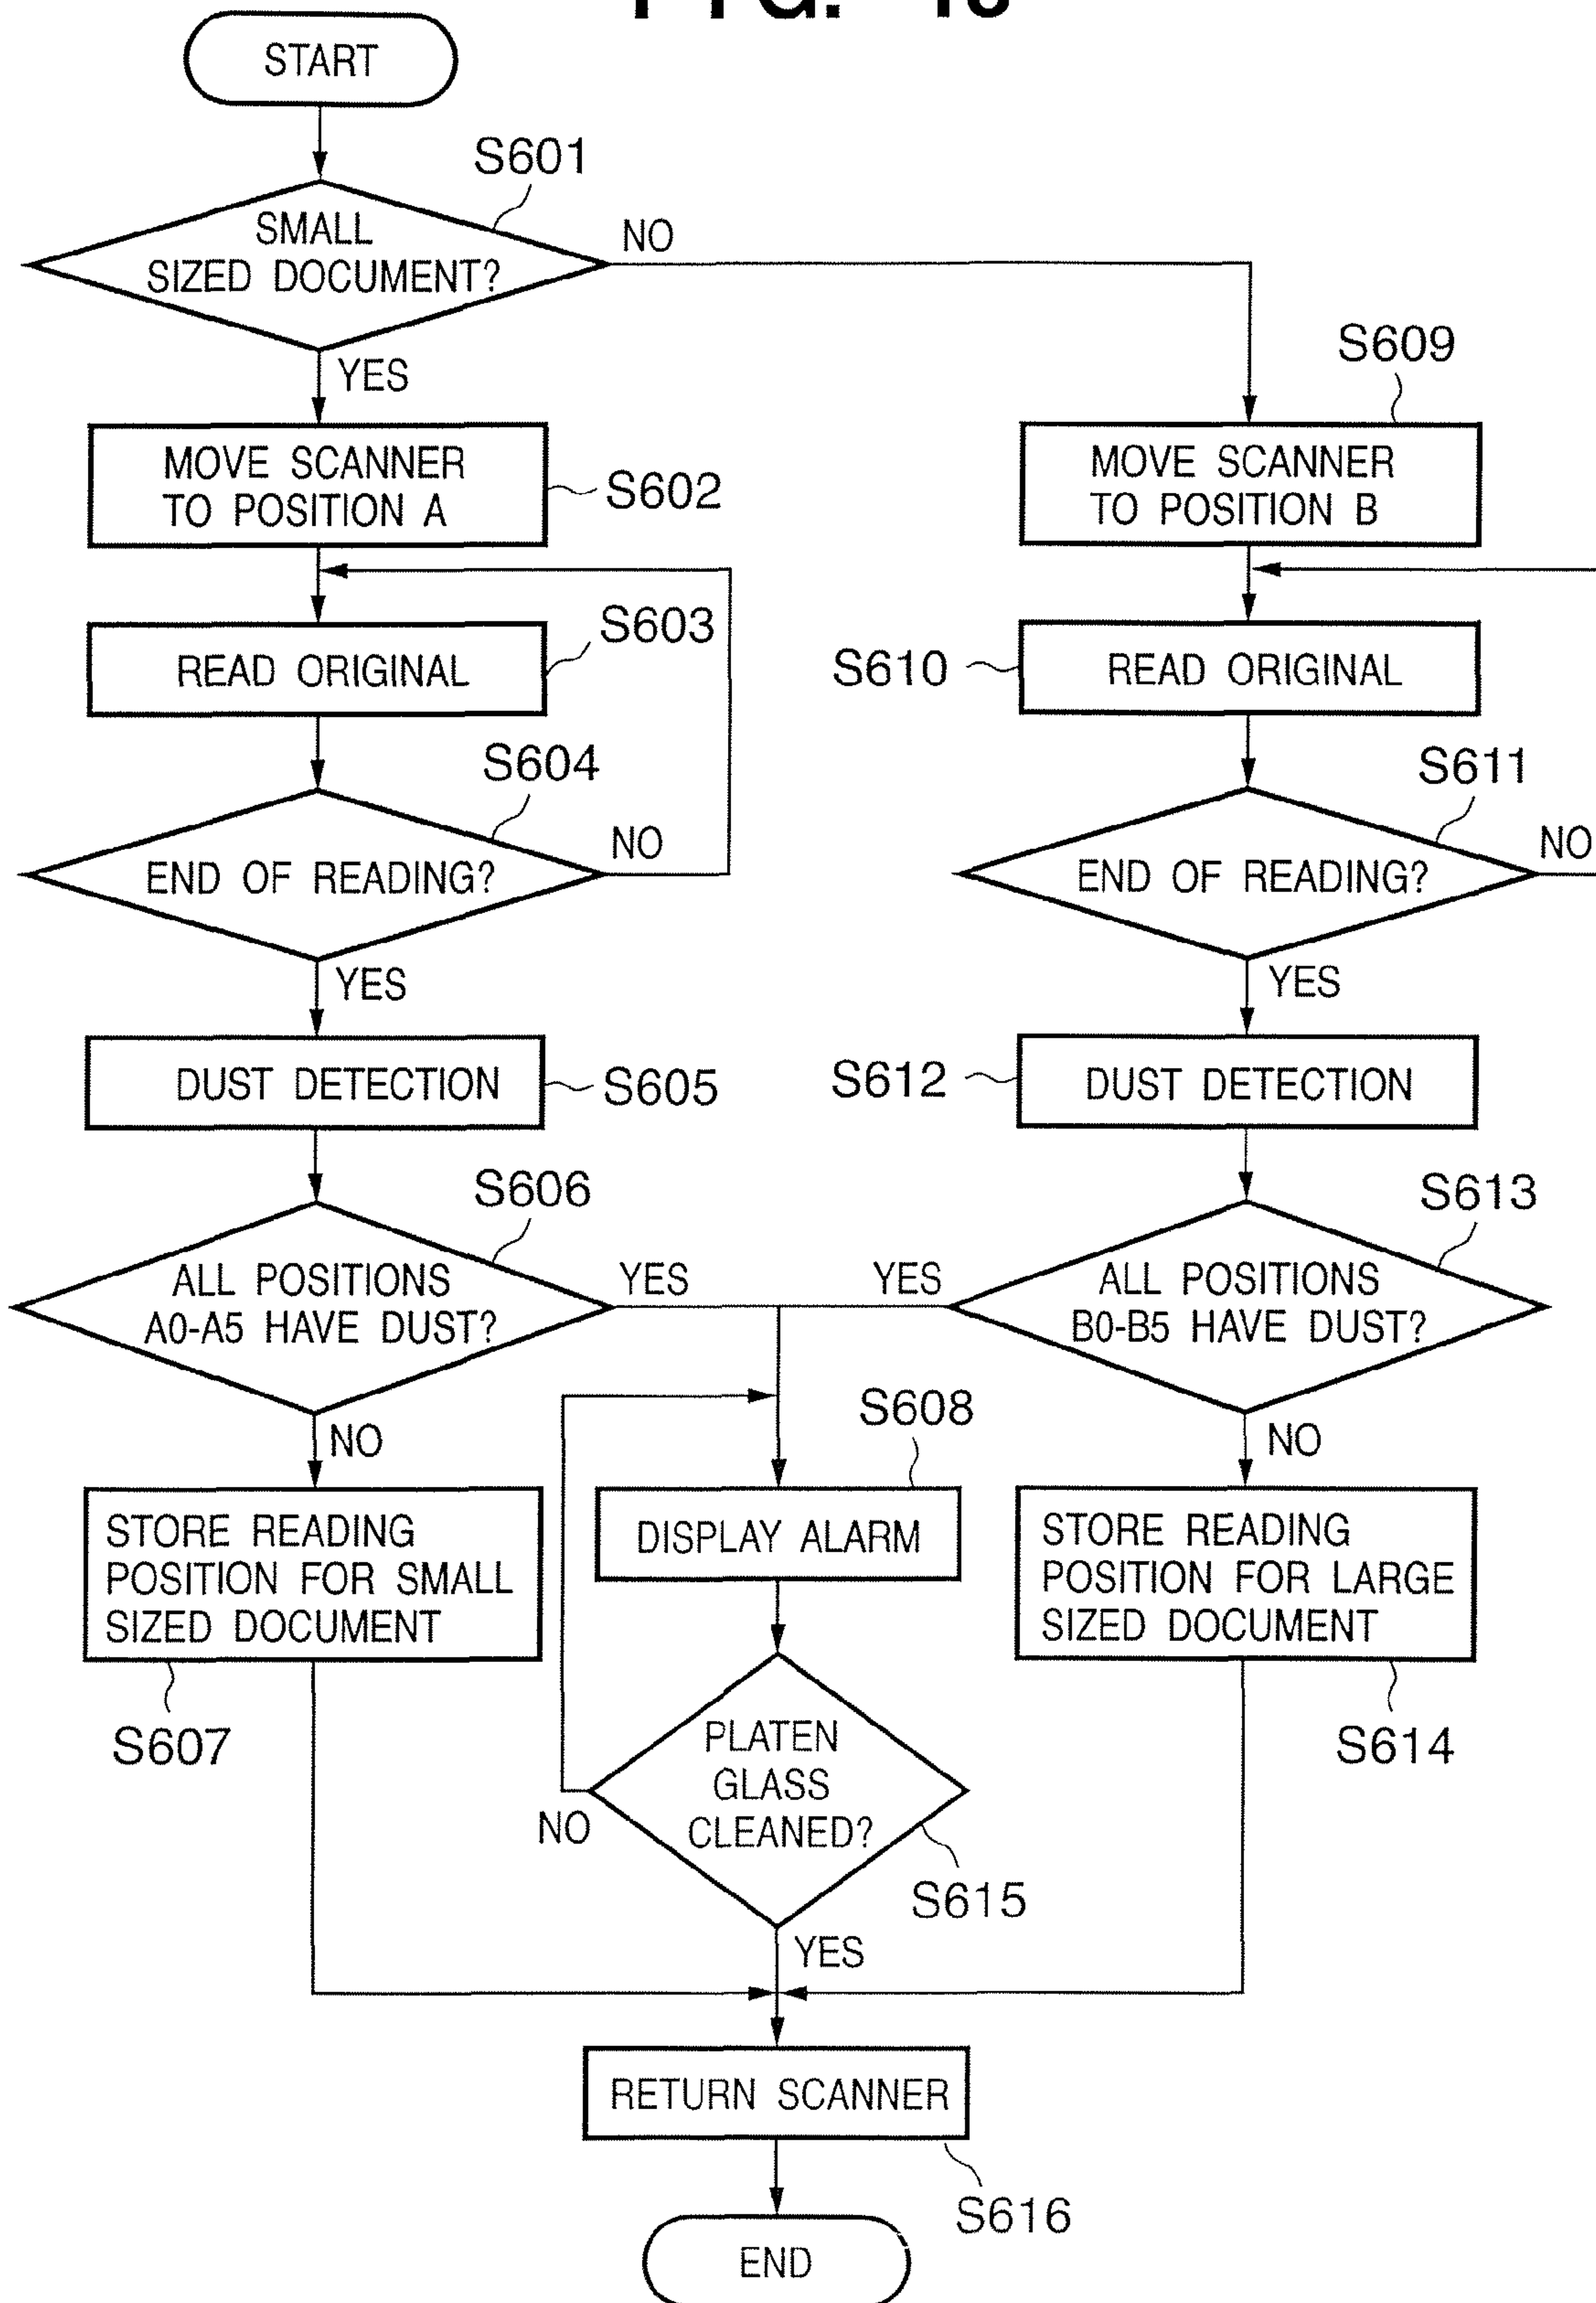 FIG.
START
S601
SMALL
SIZED DOCUMENT?
NO
YES
S609
MOVE SCANNER
TO POSITION A
S602
MOVE SCANNER
TO POSITION B
S603
READ ORIGINAL
S610
READ ORIGINAL
S604
END OF READING?
NO
S611
END OF READING?
NO
YES
YES
DUST DETECTION
S605
S612
DUST DETECTION
S606
ALL POSITIONS
A0-A5 HAVE DUST?
YES
YES
S613
ALL POSITIONS
B0-B5 HAVE DUST?
NO
NO
S608
STORE READING
POSITION FOR SMALL
SIZED DOCUMENT
S607
DISPLAY ALARM
STORE READING
POSITION FOR LARGE
SIZED DOCUMENT
S614
PLATEN
GLASS
CLEANED?
NO
S615
YES
RETURN SCANNER
S616
END